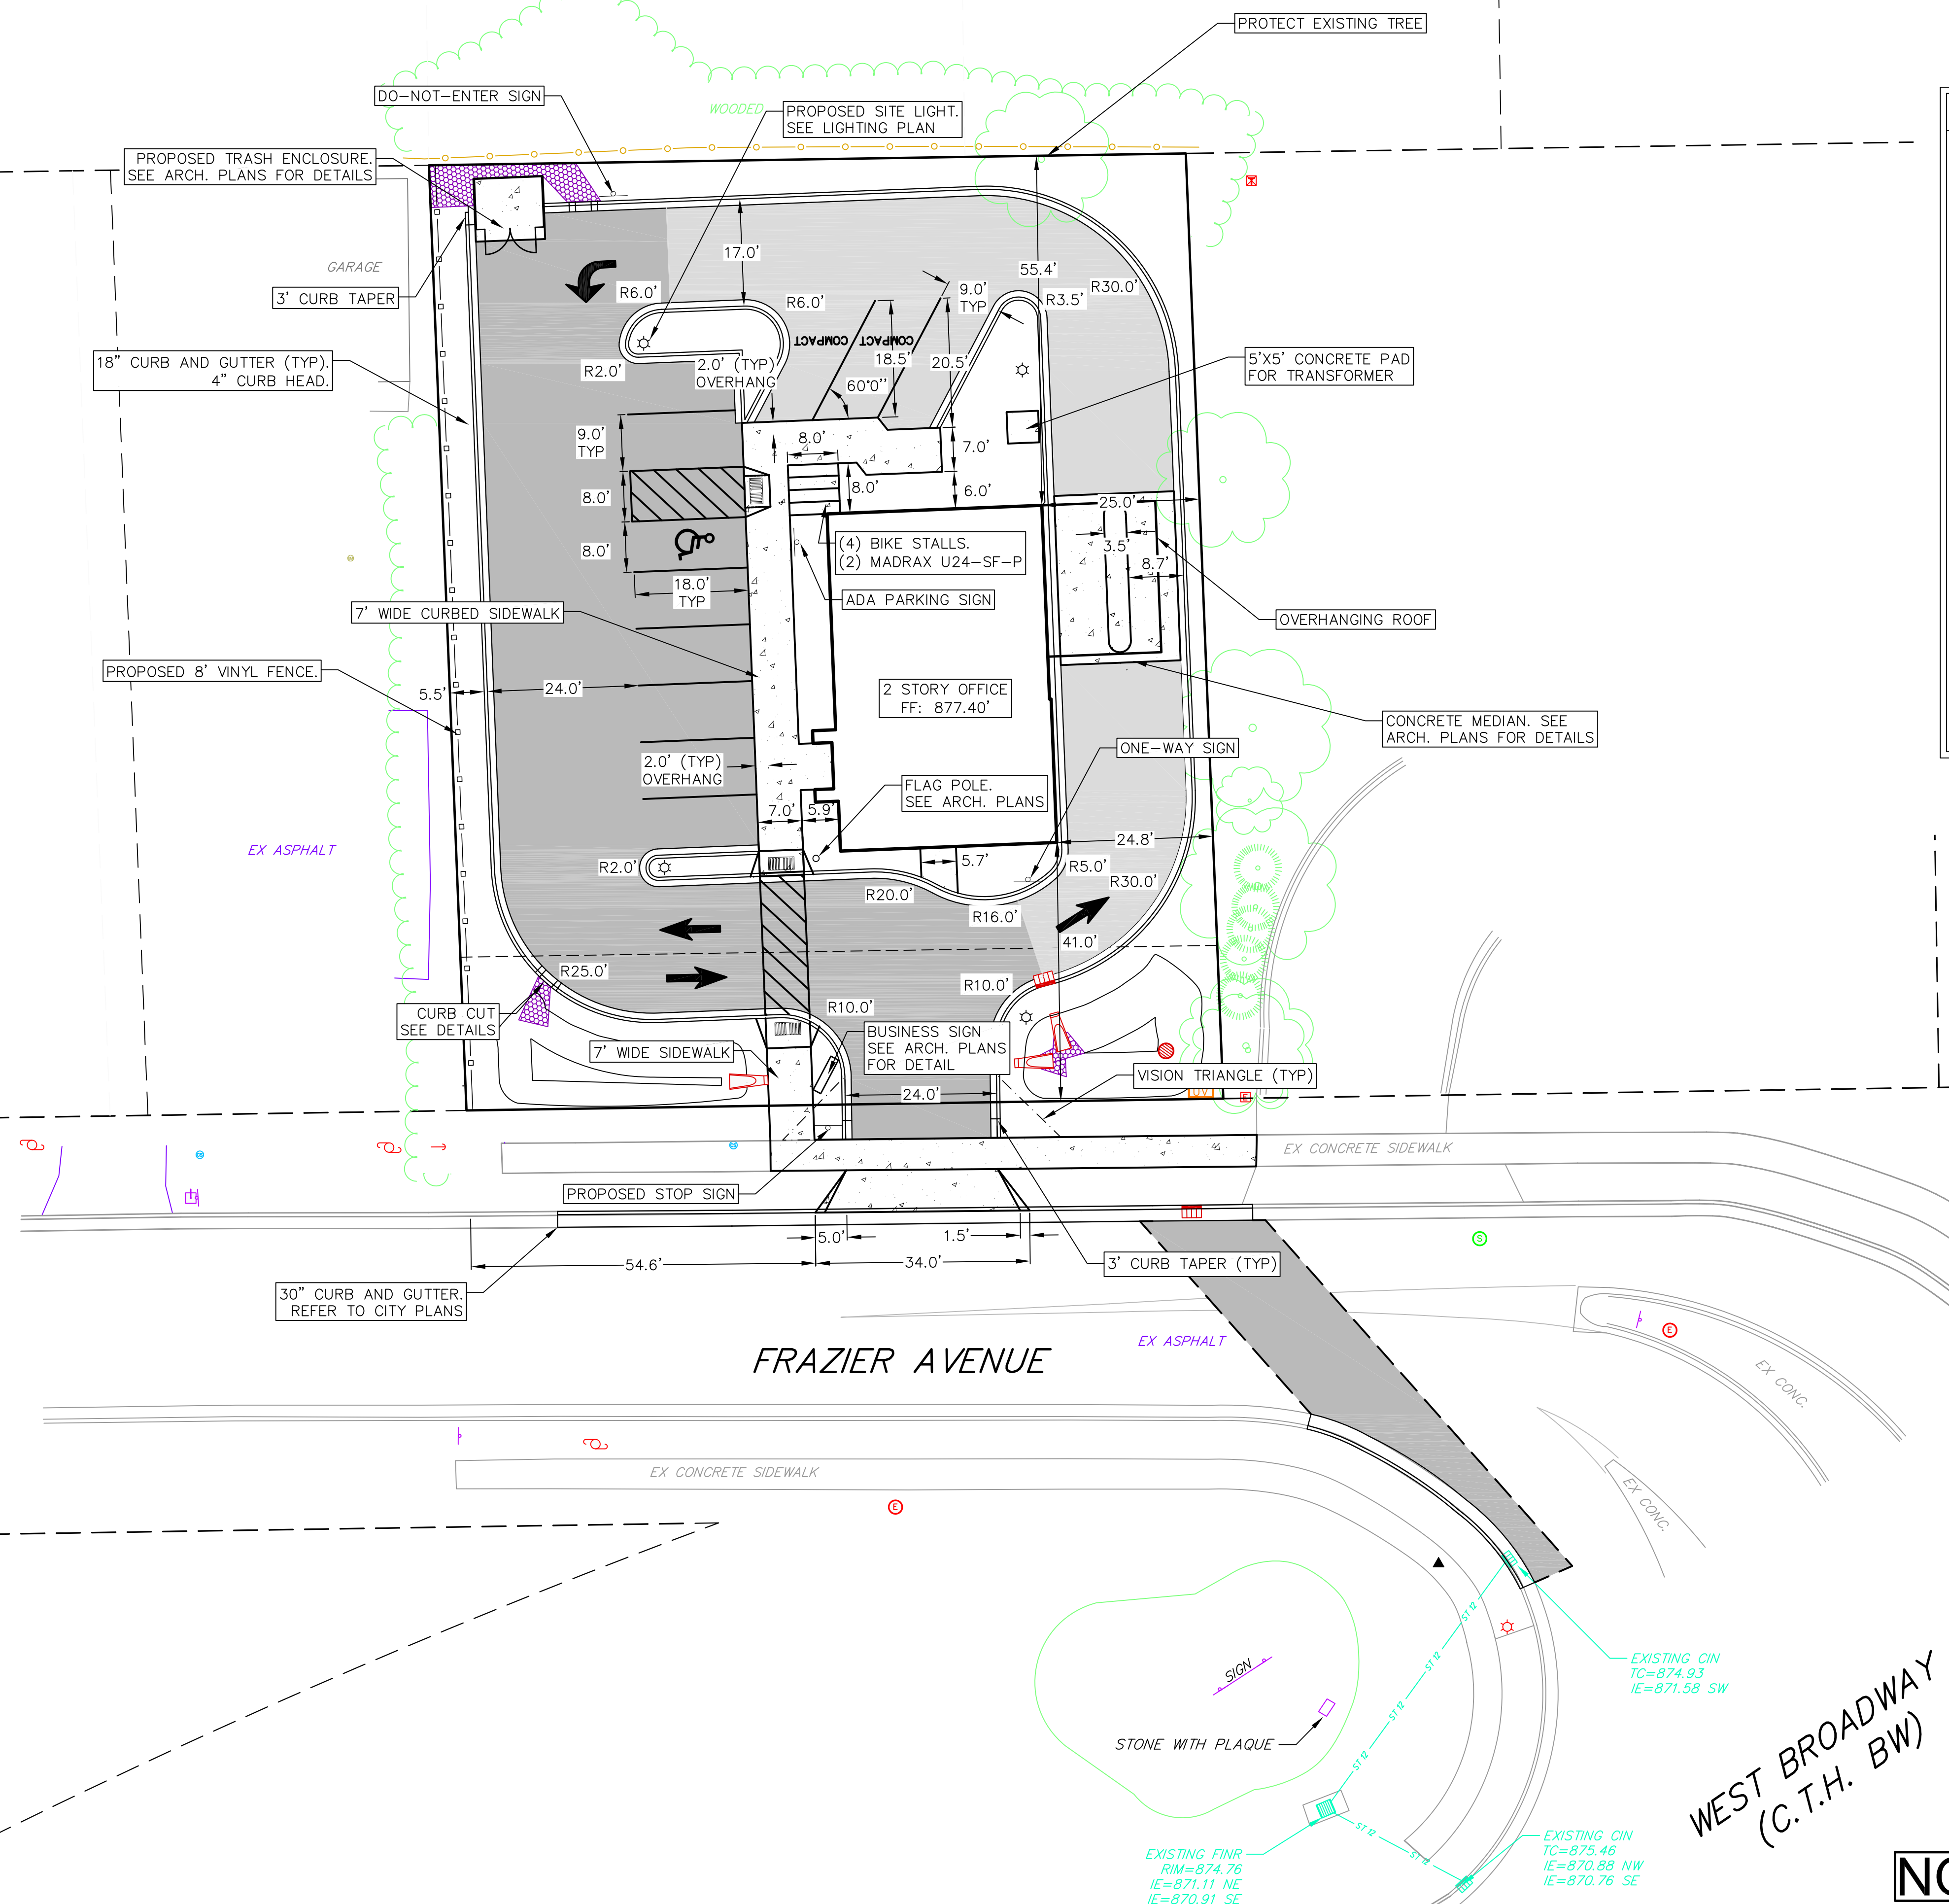 PROTECT EXISTING TREE
DO-NOT-ENTER SIGN
WOODED
PROPOSED SITE LIGHT.
SEE LIGHTING PLAN
PROPOSED TRASH ENCLOSURE.
SEE ARCH. PLANS FOR DETAILS
GARAGE
3' CURB TAPER
17.0'
55.4'
R6.0'
R6.0'
9.0'
TYP
R3.5'
R30.0'
COMPACT
COMPACT
18" CURB AND GUTTER (TYP).
4" CURB HEAD.
R2.0'
2.0' (TYP)
OVERHANG
18.5'
20.5'
60°0"
5'X5' CONCRETE PAD
FOR TRANSFORMER
9.0'
TYP
8.0'
7.0'
8.0'
8.0'
6.0'
25.0'
8.0'
(4) BIKE STALLS.
(2) MADRAX U24-SF-P
3.5'
8.7'
18.0'
TYP
ADA PARKING SIGN
7' WIDE CURBED SIDEWALK
OVERHANGING ROOF
PROPOSED 8' VINYL FENCE.
5.5'
24.0'
2 STORY OFFICE
FF: 877.40'
CONCRETE MEDIAN. SEE
ARCH. PLANS FOR DETAILS
ONE-WAY SIGN
2.0' (TYP)
OVERHANG
FLAG POLE.
SEE ARCH. PLANS
7.0'
5.9'
EX ASPHALT
24.8'
R2.0'
5.7'
R5.0'
R30.0'
R20.0'
R16.0'
41.0'
R25.0'
R10.0'
R10.0'
CURB CUT
SEE DETAILS
BUSINESS SIGN
SEE ARCH. PLANS
FOR DETAIL
7' WIDE SIDEWALK
VISION TRIANGLE (TYP)
24.0'
UV
E
EX CONCRETE SIDEWALK
PROPOSED STOP SIGN
5.0'
1.5'
S
54.6'
34.0'
3' CURB TAPER (TYP)
30" CURB AND GUTTER.
REFER TO CITY PLANS
E
FRAZIER AVENUE
EX ASPHALT
EX CONC.
EX CONCRETE SIDEWALK
E
EX CONC.
ST 12
ST 12
ST 12
ST 12
ST 12
ST 12
SIGN
STONE WITH PLAQUE
EXISTING CIN
TC=874.93
IE=871.58 SW
WEST BROADWAY
(C.T.H. BW)
EXISTING CIN
TC=875.46
IE=870.88 NW
IE=870.76 SE
EXISTING FINR
RIM=874.76
IE=871.11 NE
IE=870.91 SE